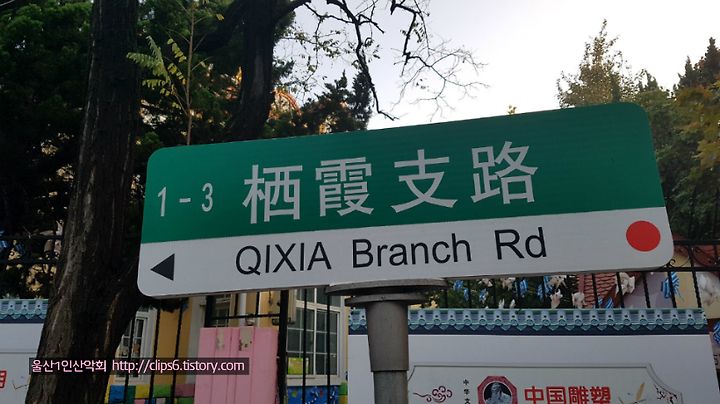 1-3 栖霞支路
QIXIA Branch Rd
울산1인산악회 http://clips6.tistory.com
中国雕塑